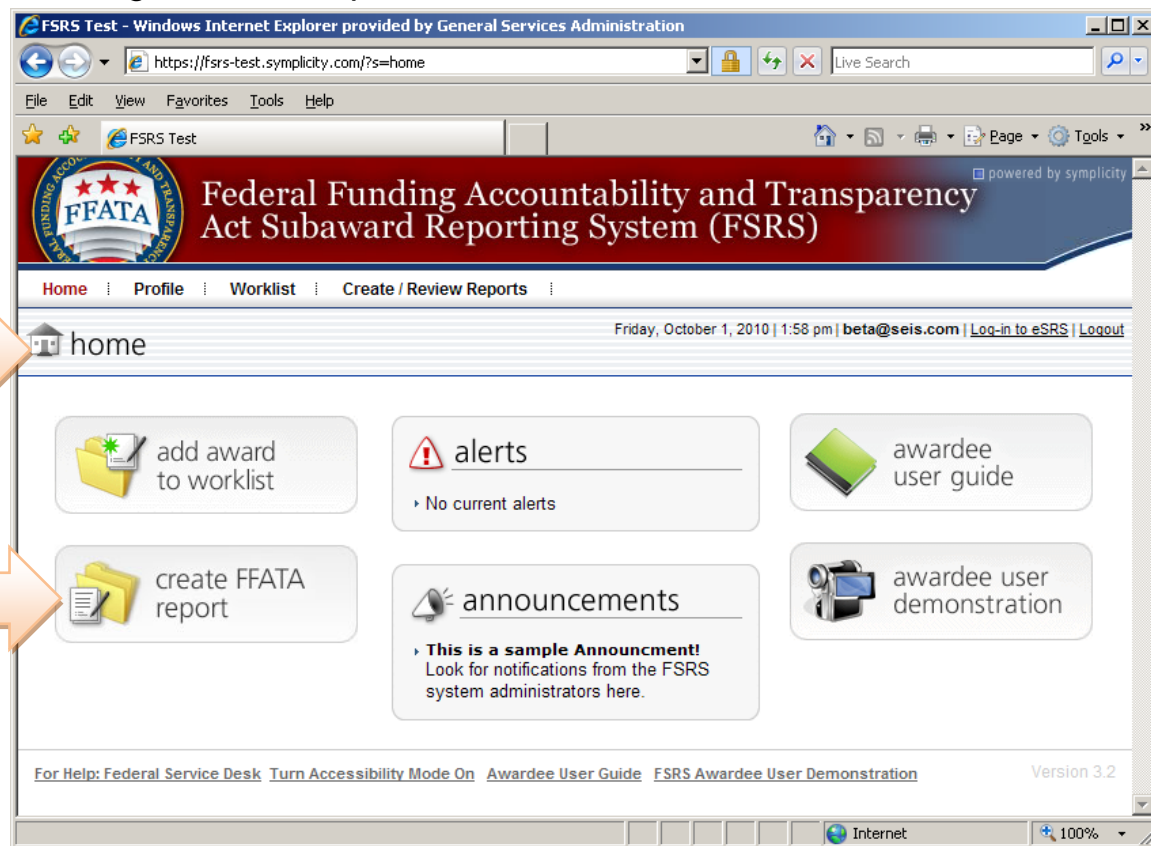 FSRS Test - Windows Internet Explorer provided by General Services Administration
https://fsrs-test.symplicity.com/?s=home
Live Search
File Edit View Favorites Tools Help
FSRS Test
Page Tools »
FEDERAL FUNDING ACCOUNTABILITY AND TRANSPARENCY
FFATA
Federal Funding Accountability and Transparency
Act Subaward Reporting System (FSRS)
powered by symplicity
Home Profile Worklist Create / Review Reports
home
Friday, October 1, 2010 | 1:58 pm | beta@seis.com | Log-in to eSRS | Logout
add award
to worklist
alerts
No current alerts
awardee
user guide
create FFATA
report
announcements
This is a sample Announcment!
Look for notifications from the FSRS
system administrators here.
awardee user
demonstration
For Help: Federal Service Desk Turn Accessibility Mode On Awardee User Guide FSRS Awardee User Demonstration
Version 3.2
Internet
100%